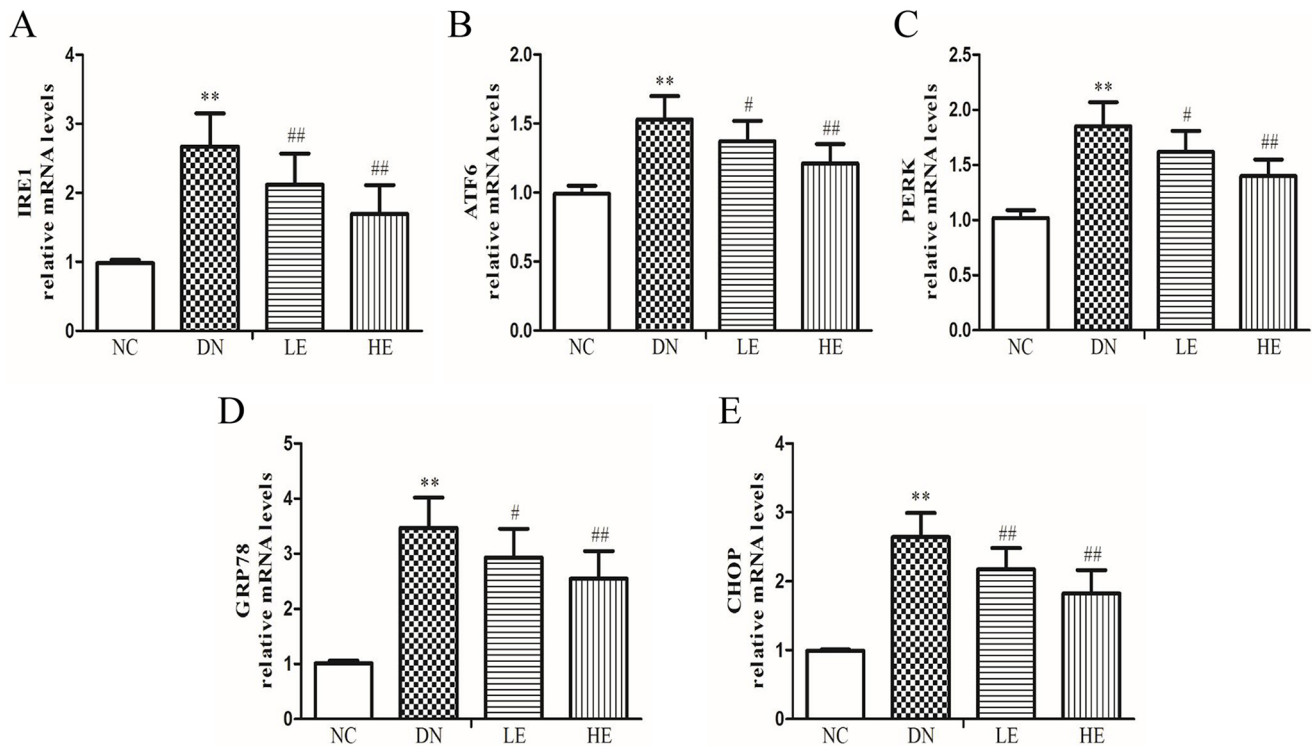 A
IRE1
relative mRNA levels
4
3
2
1
0
**
##
##
NC DN LE HE
B
ATF6
relative mRNA levels
2.0
1.5
1.0
0.5
0.0
**
#
##
NC DN LE HE
C
PERK
relative mRNA levels
2.5
2.0
1.5
1.0
0.5
0.0
**
#
##
NC DN LE HE
D
GRP78
relative mRNA levels
5
4
3
2
1
0
**
#
##
NC DN LE HE
E
CHOP
relative mRNA levels
4
3
2
1
0
**
##
##
NC DN LE HE